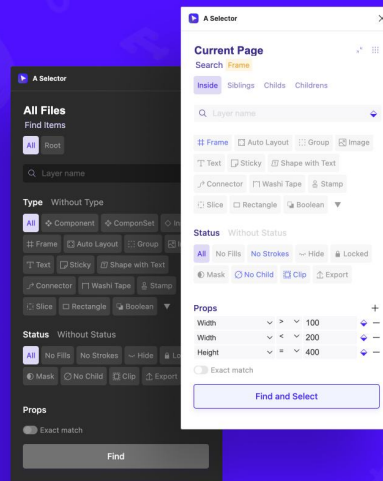 A Selector
All Files
Find Items
All Root
Layer name
Type Without Type
All Component ComponSet
# Frame Auto Layout Group
Text Sticky Shape with Text
Connector Washi Tape Stamp
Slice Rectangle Boolean
Status Without Status
All No Fills No Strokes Hide
Mask No Child Clip Export
Props
Exact match
Find
A Selector
Current Page
Search Frame
Inside Siblings Childs Childrens
Layer name
# Frame Auto Layout Group Image
Text Sticky Shape with Text
Connector Washi Tape Stamp
Slice Rectangle Boolean
Status Without Status
All No Fills No Strokes Hide Locked
Mask No Child Clip Export
Props
Width > 100
Width < 200
Height = 400
Exact match
Find and Select